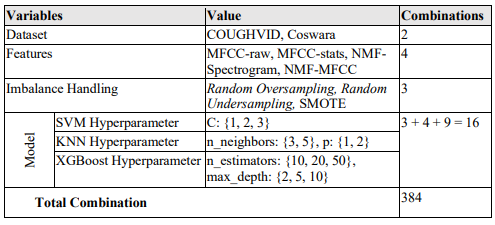 Variables Value Combinations
Dataset COUGHVID, Coswara 2
Features MFCC-raw, MFCC-stats, NMF- 4
Spectrogram, NMF-MFCC
Imbalance Handling Random Oversampling, Random 3
Undersampling, SMOTE
Model
SVM Hyperparameter C: {1, 2, 3} 3 + 4 + 9 = 16
KNN Hyperparameter n_neighbors: {3, 5}, p: {1, 2}
XGBoost Hyperparameter n_estimators: {10, 20, 50},
max_depth: {2, 5, 10}
Total Combination 384